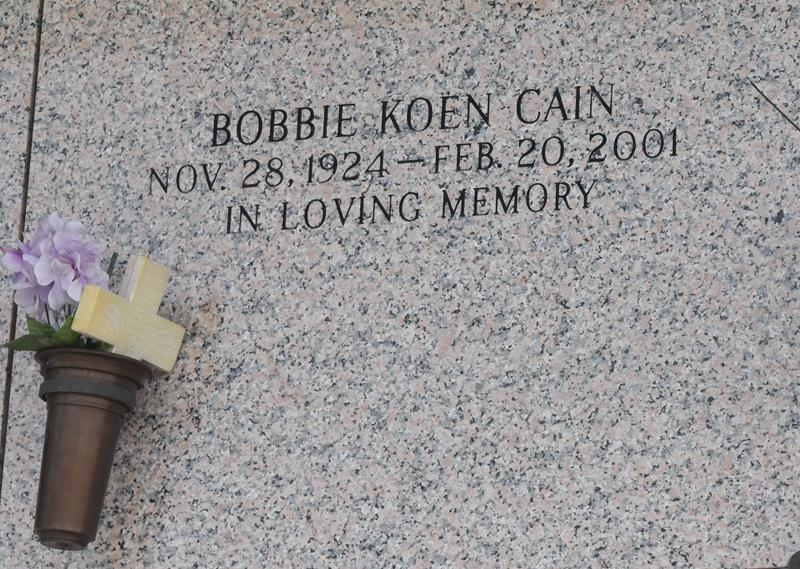 BOBBIE KOEN CAIN
NOV. 28, 1924 – FEB. 20, 2001
IN LOVING MEMORY